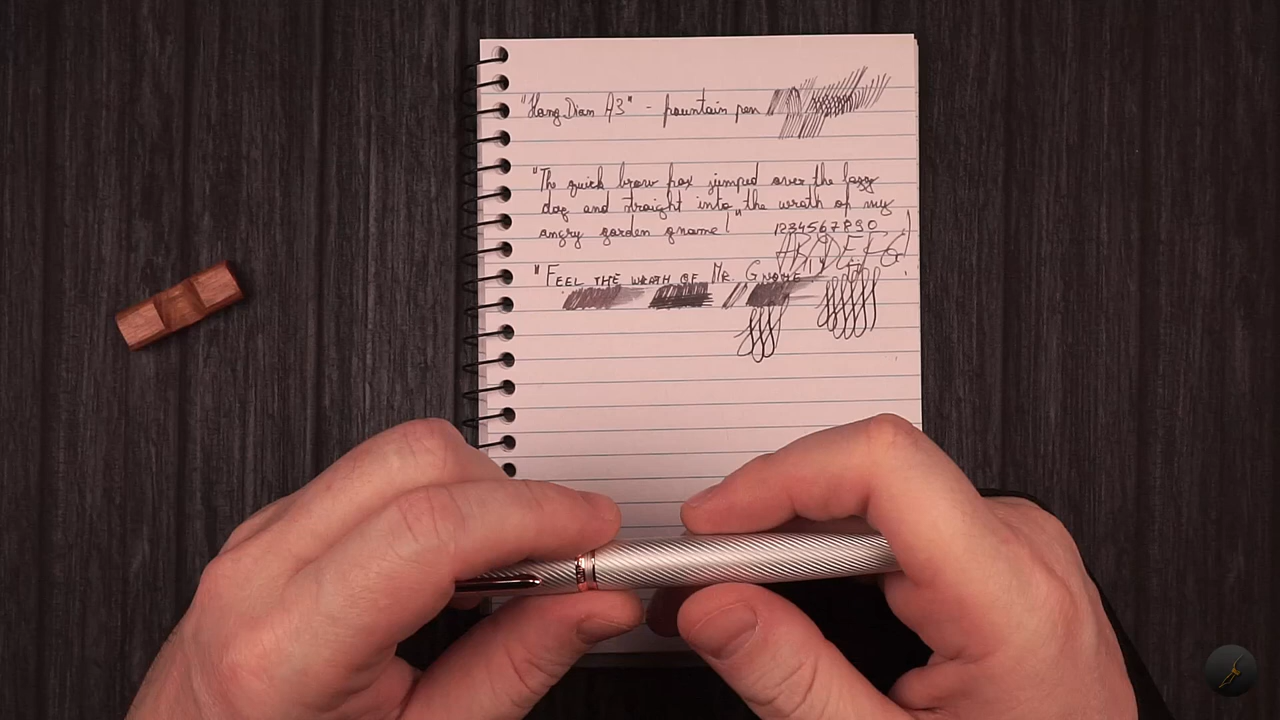 "Hong Dian A3" - fountain pen
"The quick brow fox jumped over the lazy
dog and straight into the wrath of my
angry garden gnome!"
1234567890
ABCDEFG
"FEEL THE WRATH OF MR. GNOME!!!"